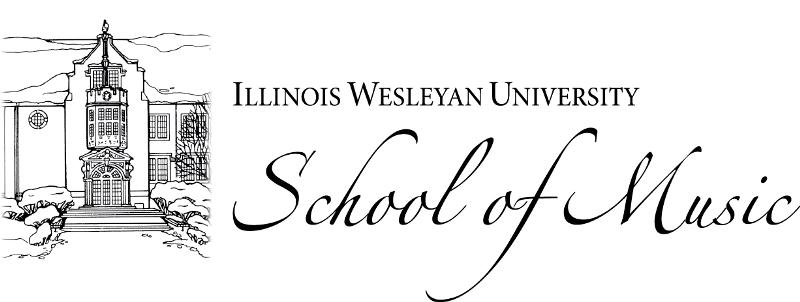 ILLINOIS WESLEYAN UNIVERSITY
School of Music